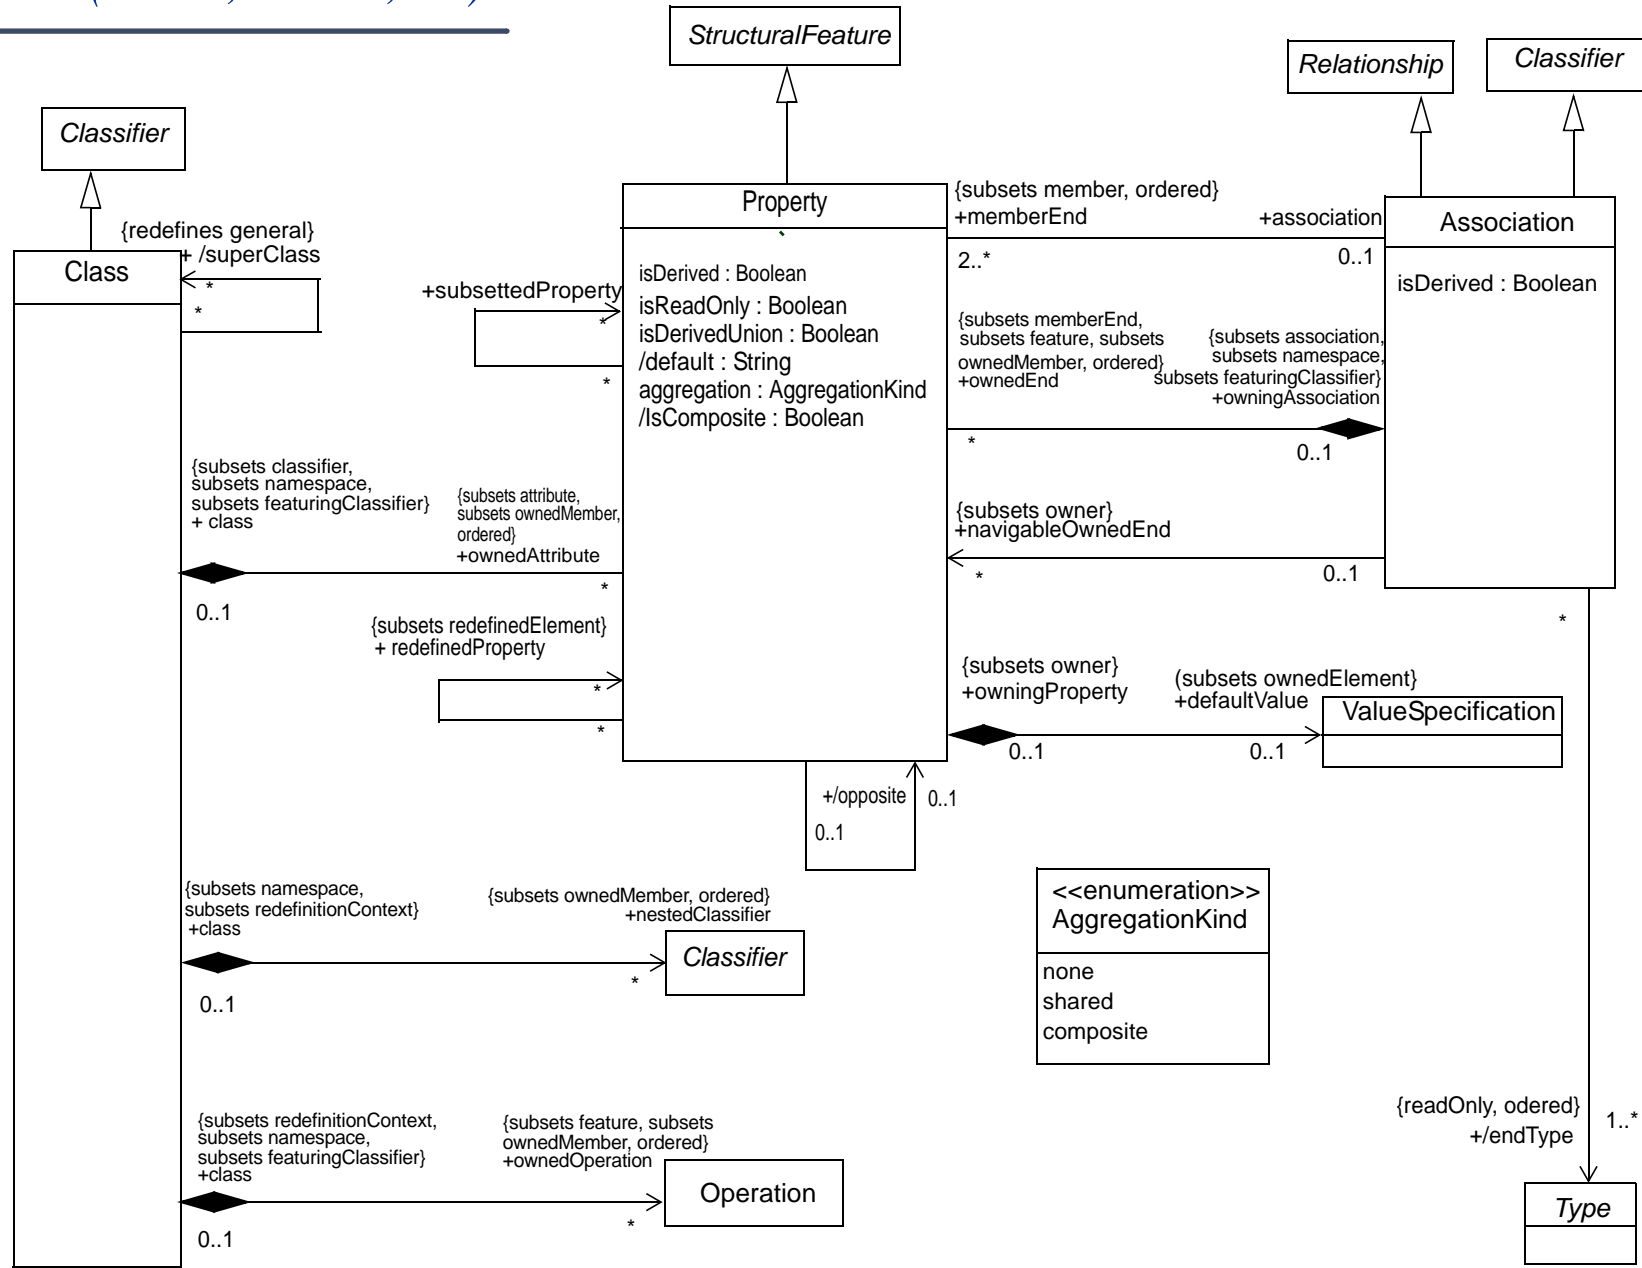 StructuralFeature
Relationship
Classifier
Classifier
{redefines general}
+ /superClass
*
*
Class
Property
isDerived : Boolean
isReadOnly : Boolean
isDerivedUnion : Boolean
/default : String
aggregation : AggregationKind
/IsComposite : Boolean
{subsets member, ordered}
+memberEnd
+association
2..*
0..1
Association
isDerived : Boolean
+subsettedProperty
*
*
{subsets memberEnd,
subsets feature, subsets
ownedMember, ordered}
+ownedEnd
{subsets association,
subsets namespace,
subsets featuringClassifier}
+owningAssociation
*
0..1
{subsets classifier,
subsets namespace,
subsets featuringClassifier}
+ class
{subsets attribute,
subsets ownedMember,
ordered}
+ownedAttribute
0..1
*
{subsets owner}
+navigableOwnedEnd
*
0..1
{subsets redefinedElement}
+ redefinedProperty
*
*
{subsets owner}
+owningProperty
(subsets ownedElement}
+defaultValue
0..1
0..1
ValueSpecification
*
+/opposite
0..1
0..1
{subsets namespace,
subsets redefinitionContext}
+class
{subsets ownedMember, ordered}
+nestedClassifier
0..1
*
Classifier
<<enumeration>>
AggregationKind
none
shared
composite
{subsets redefinitionContext,
subsets namespace,
subsets featuringClassifier}
+class
{subsets feature, subsets
ownedMember, ordered}
+ownedOperation
0..1
*
Operation
{readOnly, odered}
+/endType
1..*
Type